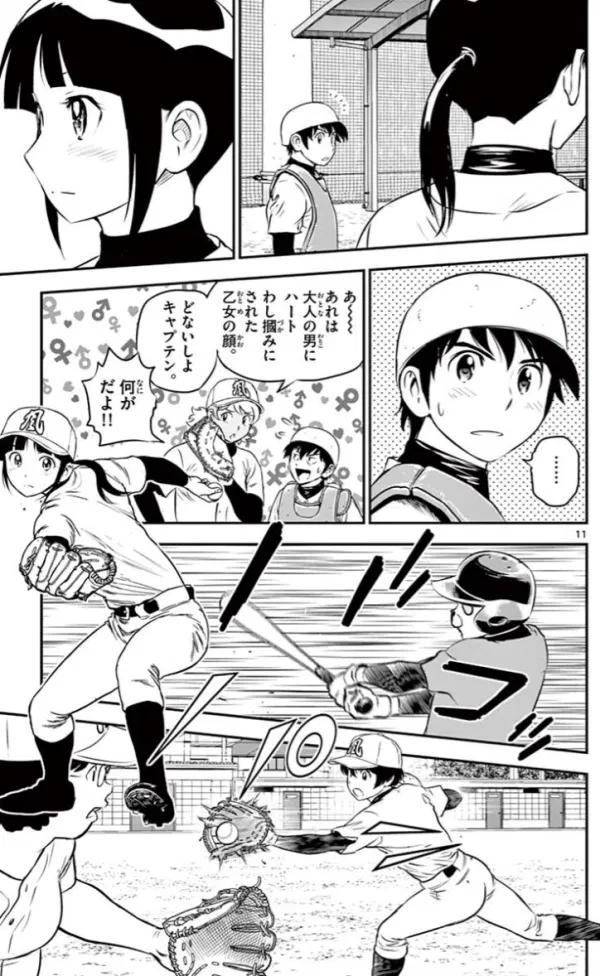 ……
あ〜〜〜
あれは
大人の男に
ハート
わし掴みに
された
乙女の顔。
どないしよ
キャプテン。
何が
だよ!!
11